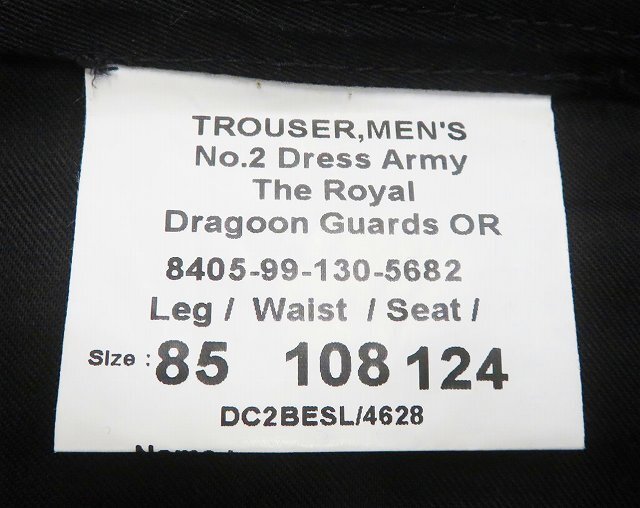 TROUSER,MEN'S
No.2 Dress Army
The Royal
Dragoon Guards OR
8405-99-130-5682
Leg / Waist / Seat /
Size : 85 108 124
DC2BESL/4628